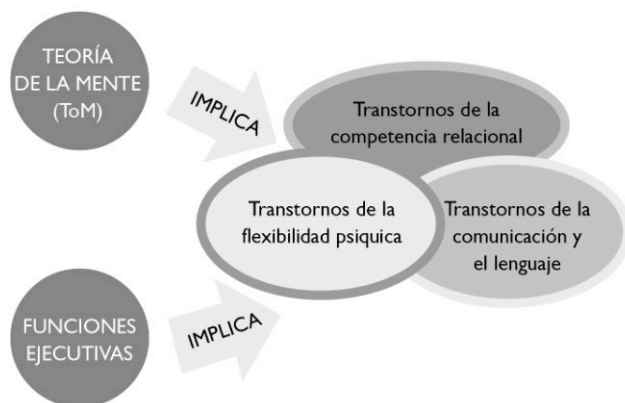 TEORÍA
DE LA MENTE
(ToM)
IMPLICA
Transtornos de la
competencia relacional
Transtornos de la
flexibilidad psiquica
Transtornos de la
comunicación y
el lenguaje
FUNCIONES
EJECUTIVAS
IMPLICA